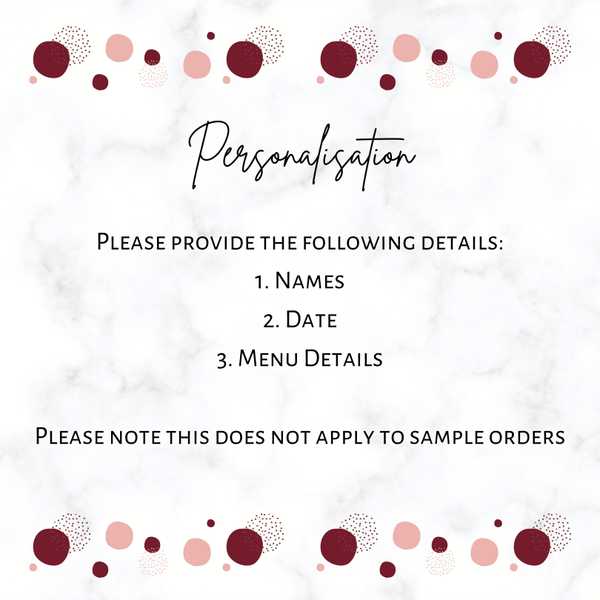 Personalisation
Please provide the following details:
1. Names
2. Date
3. Menu Details
Please note this does not apply to sample orders